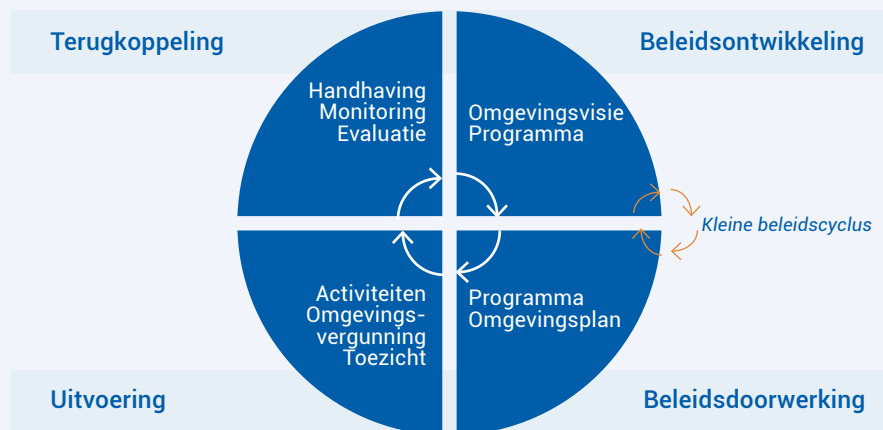 Terugkoppeling
Beleidsontwikkeling
Handhaving
Monitoring
Evaluatie
Omgevingsvisie
Programma
Kleine beleidscyclus
Activiteiten
Omgevings-
vergunning
Toezicht
Programma
Omgevingsplan
Uitvoering
Beleidsdoorwerking